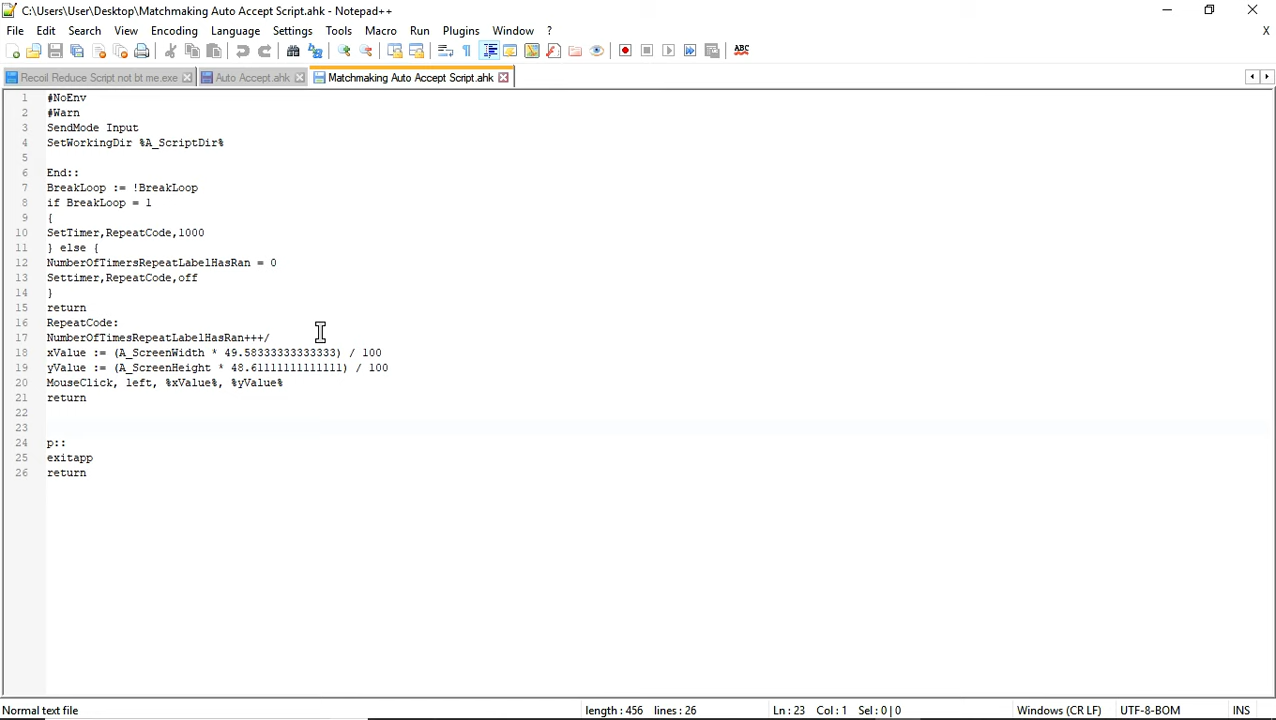 C:\Users\User\Desktop\Matchmaking Auto Accept Script.ahk - Notepad++
File Edit Search View Encoding Language Settings Tools Macro Run Plugins Window ? X
ABC
Recoil Reduce Script not bt me.exe Auto Accept.ahk Matchmaking Auto Accept Script.ahk
1 #NoEnv
2 #Warn
3 SendMode Input
4 SetWorkingDir %A_ScriptDir%
5
6 End::
7 BreakLoop := !BreakLoop
8 if BreakLoop = 1
9 {
10 SetTimer,RepeatCode,1000
11 } else {
12 NumberOfTimersRepeatLabelHasRan = 0
13 Settimer,RepeatCode,off
14 }
15 return
16 RepeatCode:
17 NumberOfTimesRepeatLabelHasRan+++/
18 xValue := (A_ScreenWidth * 49.58333333333333) / 100
19 yValue := (A_ScreenHeight * 48.61111111111111) / 100
20 MouseClick, left, %xValue%, %yValue%
21 return
22
23
24 p::
25 exitapp
26 return
Normal text file length : 456 lines : 26 Ln : 23 Col : 1 Sel : 0 | 0 Windows (CR LF) UTF-8-BOM INS